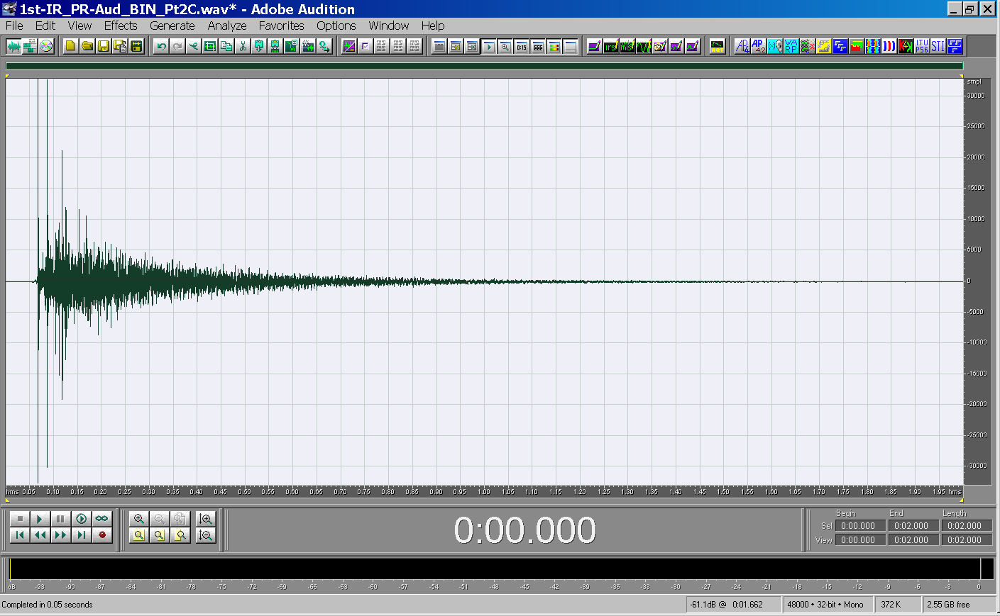 1st-IR_PR-Aud_BIN_Pt2C.wav* - Adobe Audition
File Edit View Effects Generate Analyze Favorites Options Window Help
smpl
30000
25000
20000
15000
10000
5000
0
-5000
-10000
-15000
-20000
-25000
-30000
hms 0.05 0.10 0.15 0.20 0.25 0.30 0.35 0.40 0.45 0.50 0.55 0.60 0.65 0.70 0.75 0.80 0.85 0.90 0.95 1.00 1.05 1.10 1.15 1.20 1.25 1.30 1.35 1.40 1.45 1.50 1.55 1.60 1.65 1.70 1.75 1.80 1.85 1.90 1.95 hms
0:00.000
Begin End Length
Sel 0:00.000 0:02.000 0:02.000
View 0:00.000 0:02.000 0:02.000
dB -93 -90 -87 -84 -81 -78 -75 -72 -69 -66 -63 -60 -57 -54 -51 -48 -45 -42 -39 -36 -33 -30 -27 -24 -21 -18 -15 -12 -9 -6 -3 0
Completed in 0.05 seconds
-61.1dB @ 0:01.662
48000 • 32-bit • Mono
372 K
2.55 GB free